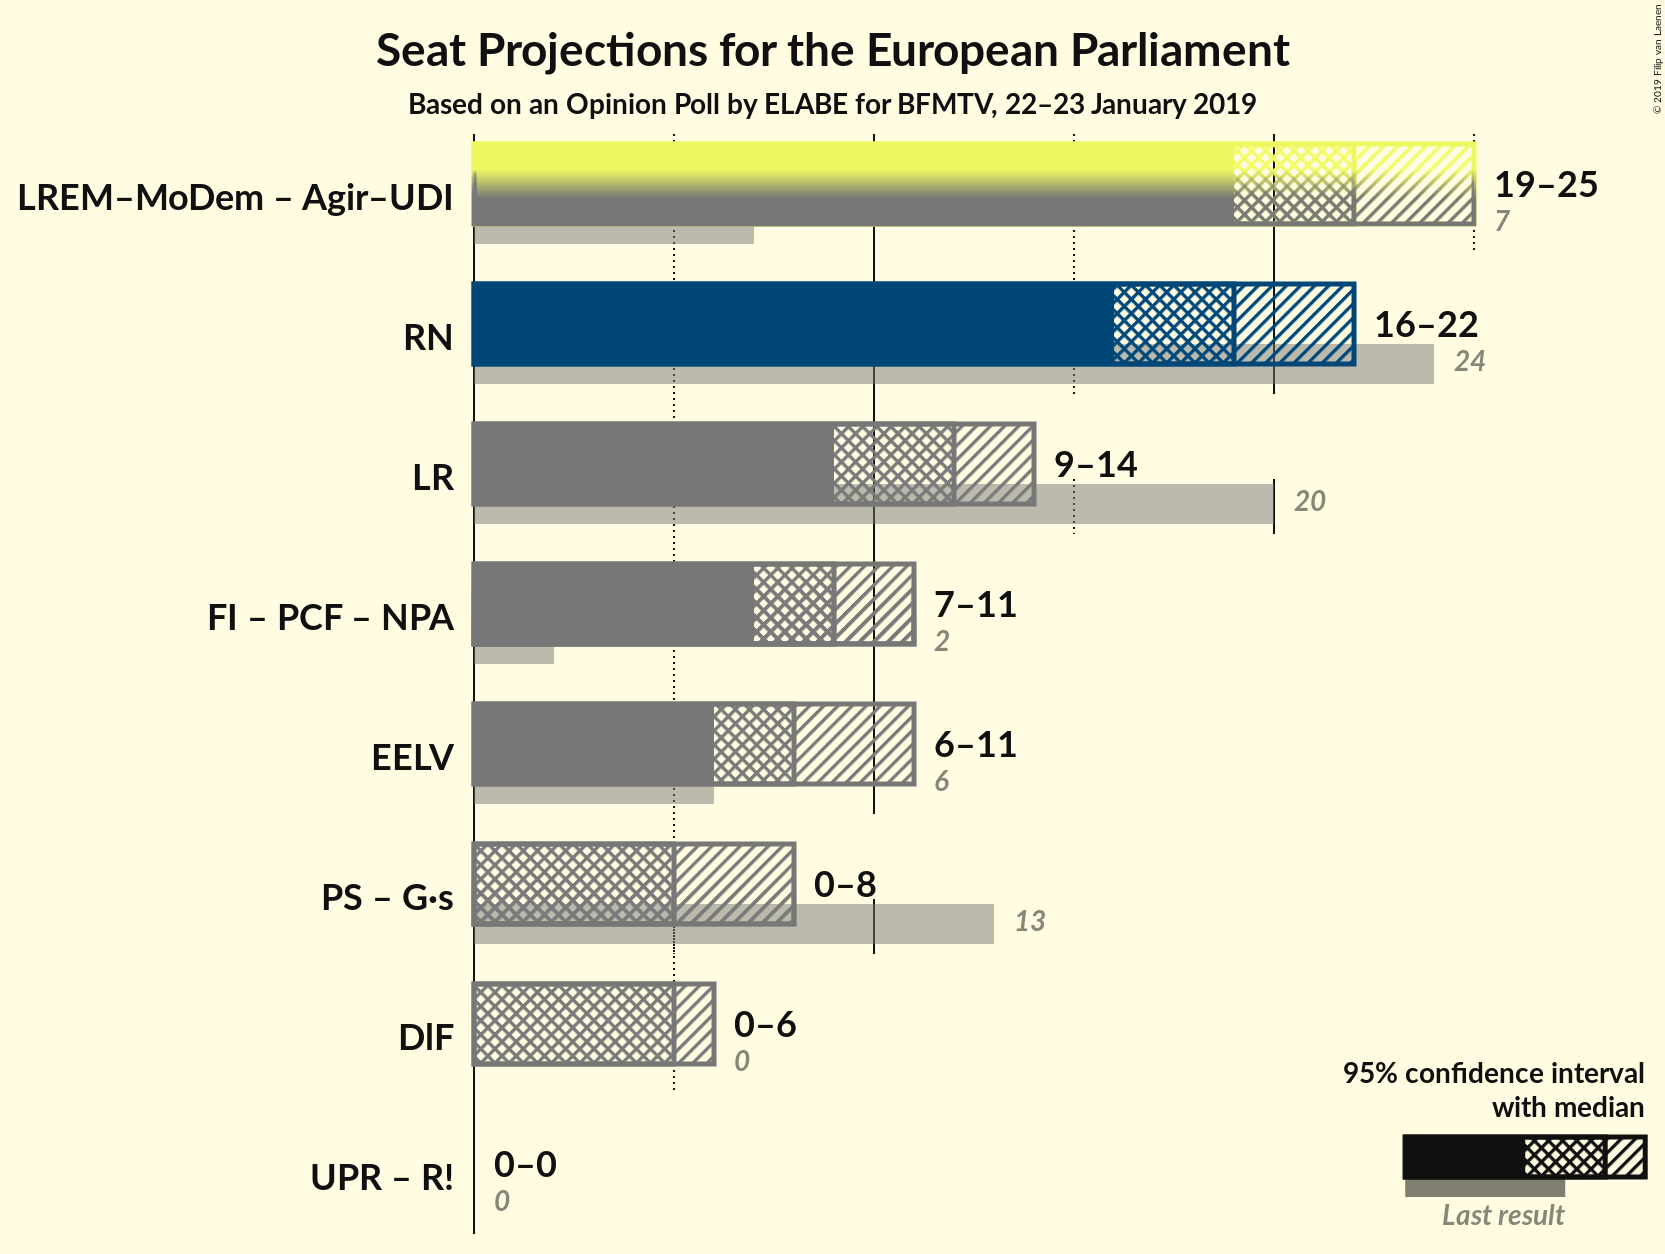 Seat Projections for the European Parliament
Based on an Opinion Poll by ELABE for BFMTV, 22–23 January 2019
© 2019 Filip van Laenen
LREM–MoDem – Agir–UDI
19–25
7
RN
16–22
24
LR
9–14
20
FI – PCF – NPA
7–11
2
EELV
6–11
6
PS – G·s
0–8
13
DlF
0–6
0
UPR – R!
0–0
0
95% confidence interval
with median
Last result